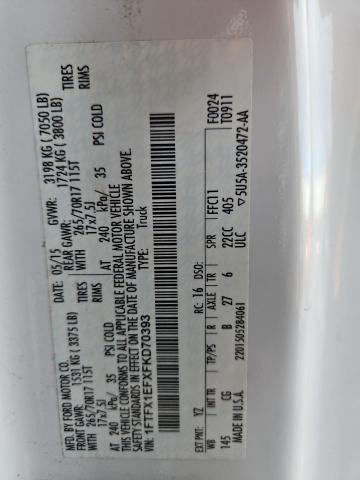 MFD. BY FORD MOTOR CO.
DATE: 05/15 GVWR: 3198 KG ( 7050 LB)
FRONT GAWR: 1531 KG ( 3375 LB) REAR GAWR: 1724 KG ( 3800 LB)
WITH 265/70R17 115T WITH 265/70R17 115T TIRES
17x7.5J 17x7.5J RIMS
AT 240 kPa/ 35 PSI COLD AT 240 kPa/ 35 PSI COLD
THIS VEHICLE CONFORMS TO ALL APPLICABLE FEDERAL MOTOR VEHICLE
SAFETY STANDARDS IN EFFECT ON THE DATE OF MANUFACTURE SHOWN ABOVE.
VIN: 1FTFX1EFXFKD70393 TYPE: Truck
F0024
T0911
EXT PNT: YZ RC: 16 DSO: FFC11
WB INT TR TP/PS R AXLE TR SPR
145 CG B 27 6 22CC 405
MADE IN U.S.A. 2201505284061 ULC ▽5U5A-3520472-AA